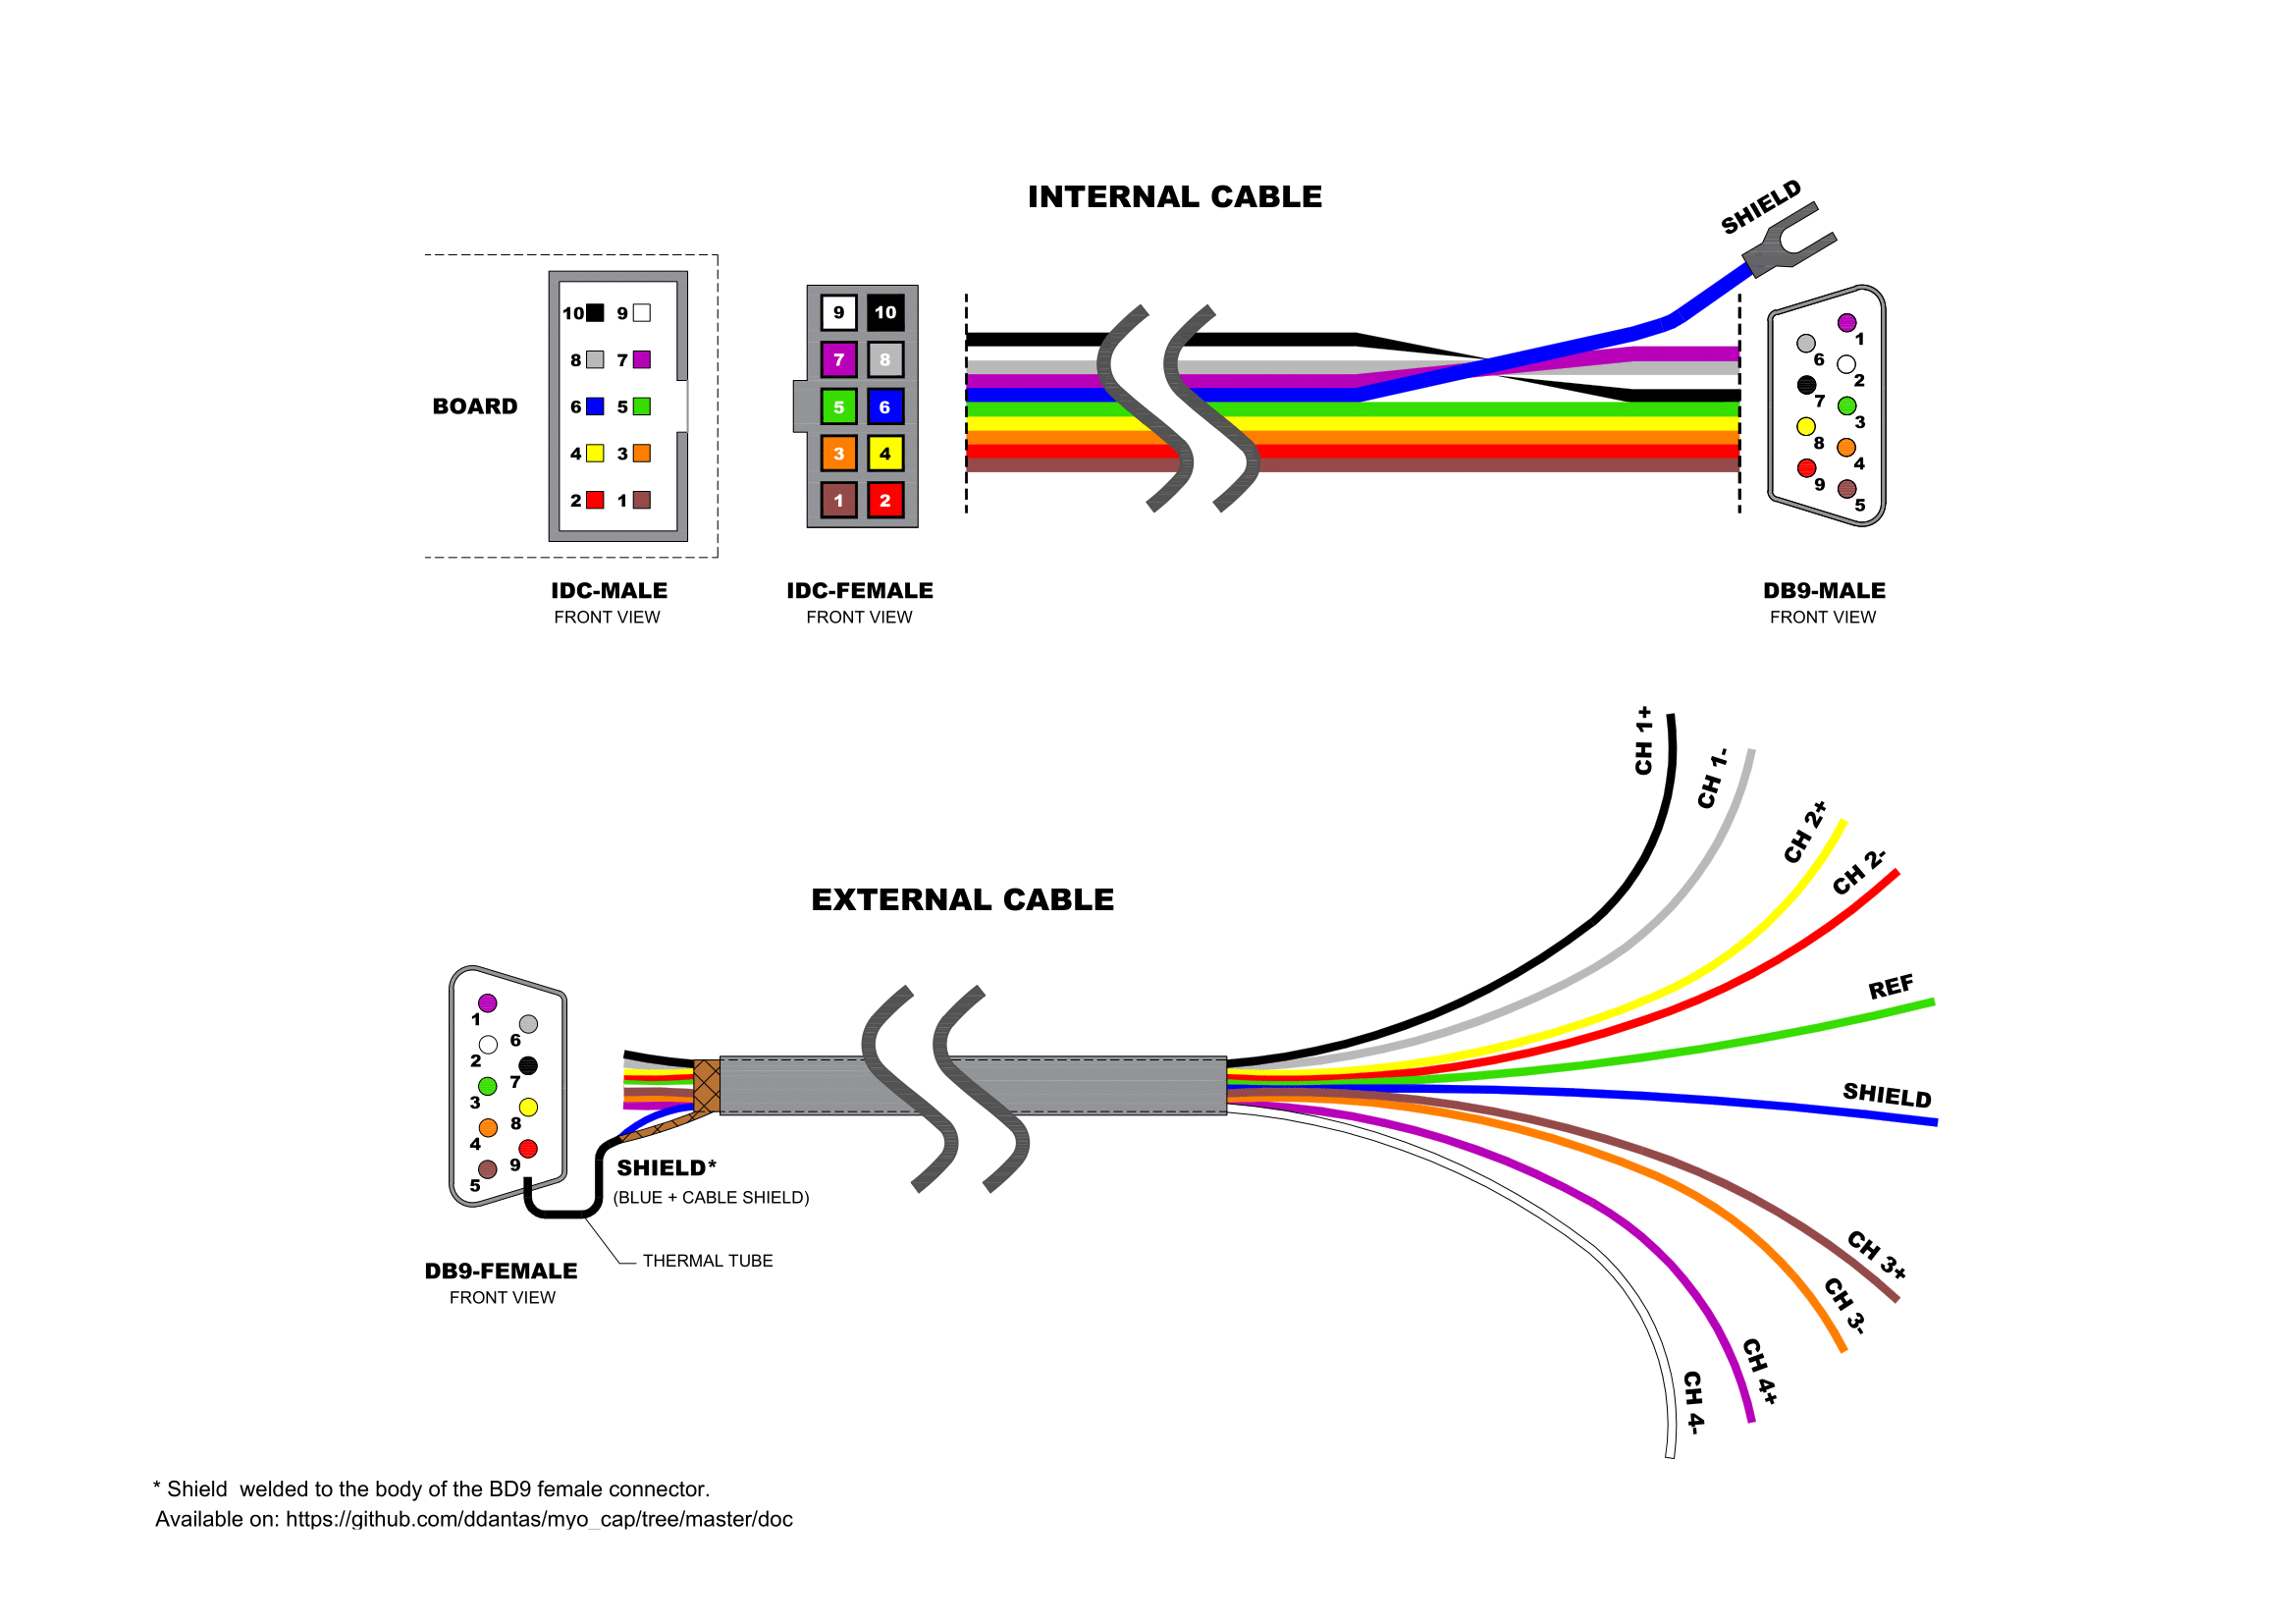 INTERNAL CABLE
SHIELD
BOARD
10 9
8 7
6 5
4 3
2 1
9 10
7 8
5 6
3 4
1 2
1
6
2
7
3
8
4
9
5
IDC-MALE
FRONT VIEW
IDC-FEMALE
FRONT VIEW
DB9-MALE
FRONT VIEW
EXTERNAL CABLE
CH 1+
CH 1-
CH 2+
CH 2-
REF
SHIELD
CH 3+
CH 3-
CH 4+
CH 4-
1
6
2
7
3
8
4
9
5
SHIELD*
(BLUE + CABLE SHIELD)
THERMAL TUBE
DB9-FEMALE
FRONT VIEW
* Shield welded to the body of the BD9 female connector.
Available on: https://github.com/ddantas/myo_cap/tree/master/doc